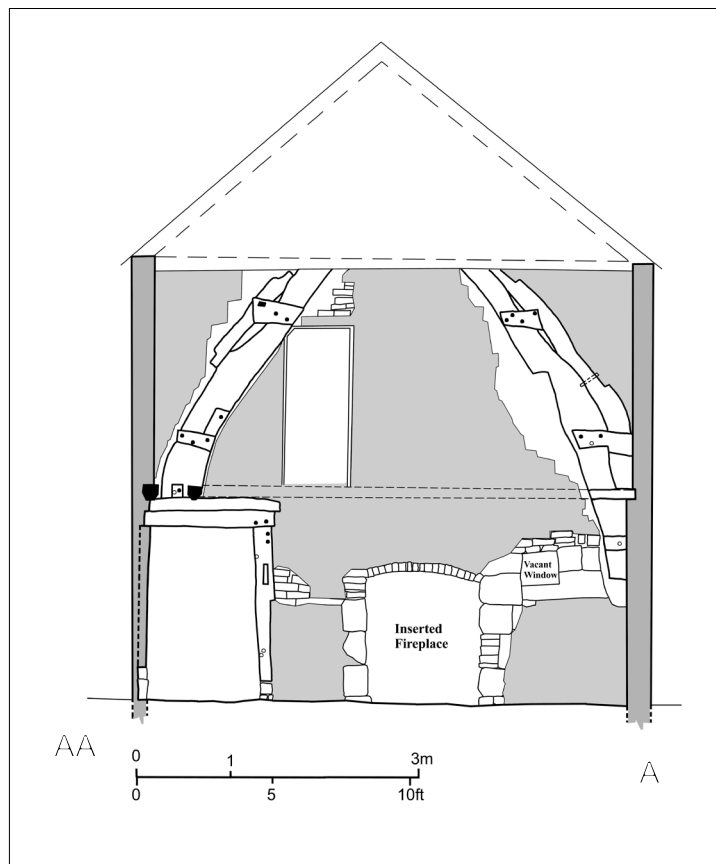 Vacant
Window
Inserted
Fireplace
AA
A
0 1 3m
0 5 10ft